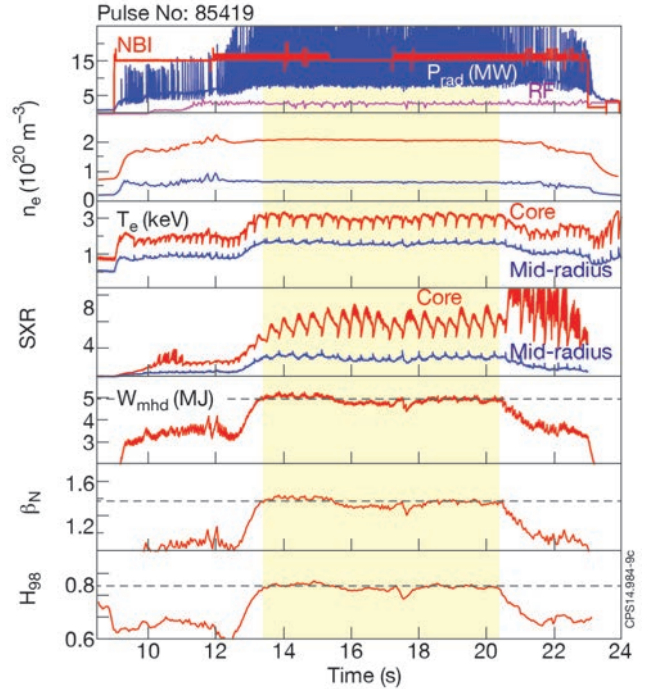 Pulse No: 85419
NBI
15
P_rad (MW)
RF
5
n_e (10^20 m^-3)
2
1
0
T_e (keV)
Core
3
1
Mid-radius
SXR
Core
8
4
Mid-radius
W_mhd (MJ)
5
4
3
β_N
1.6
1.2
H_98
0.8
0.6
10 12 14 16 18 20 22 24
Time (s)
CPS14.984-9c